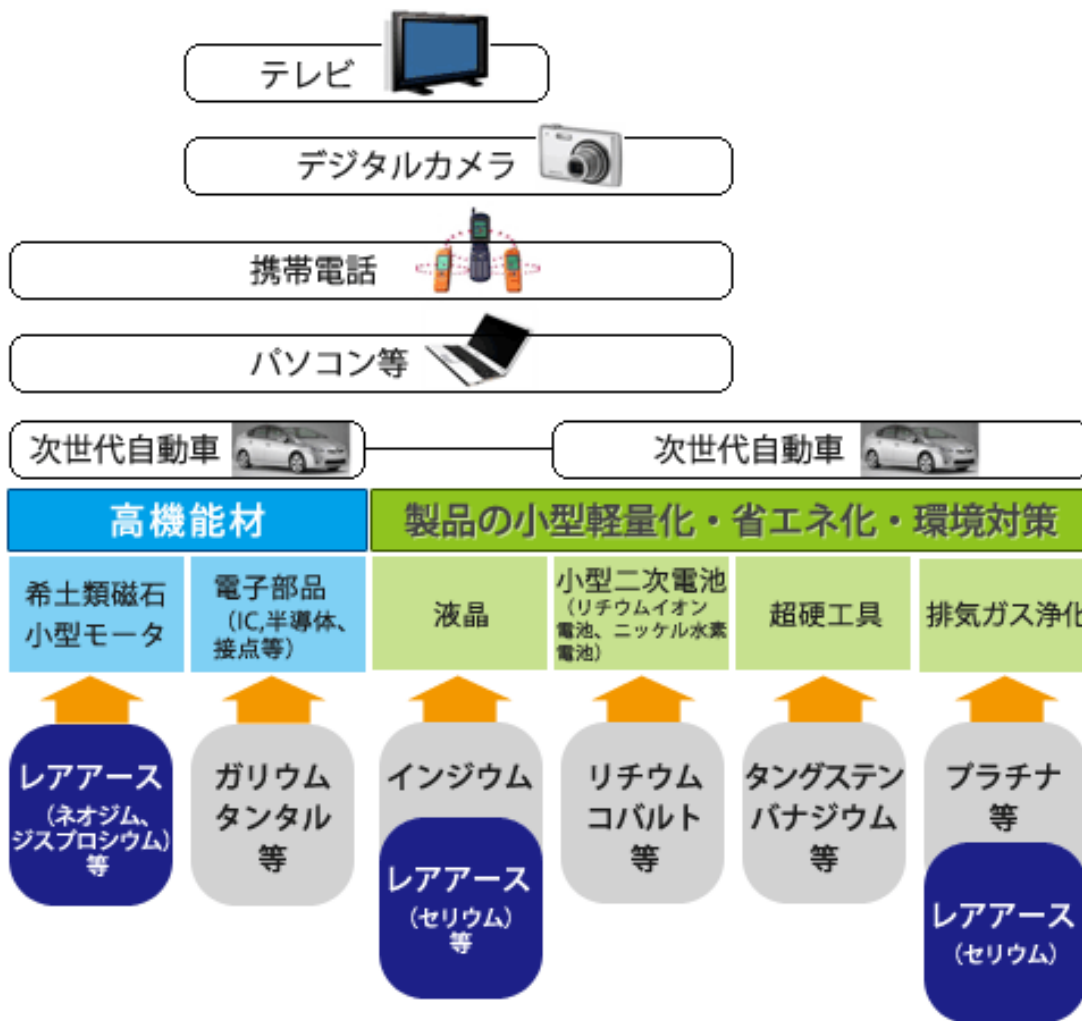 テレビ
デジタルカメラ
携帯電話
パソコン等
次世代自動車
次世代自動車
高機能材
製品の小型軽量化・省エネ化・環境対策
希土類磁石
小型モータ
電子部品
(IC,半導体、
接点等)
液晶
小型二次電池
(リチウムイオン
電池、ニッケル水素
電池)
超硬工具
排気ガス浄化
レアアース
(ネオジム、
ジスプロシウム)
等
ガリウム
タンタル
等
インジウム
レアアース
(セリウム)
等
リチウム
コバルト
等
タングステン
バナジウム
等
プラチナ
等
レアアース
(セリウム)